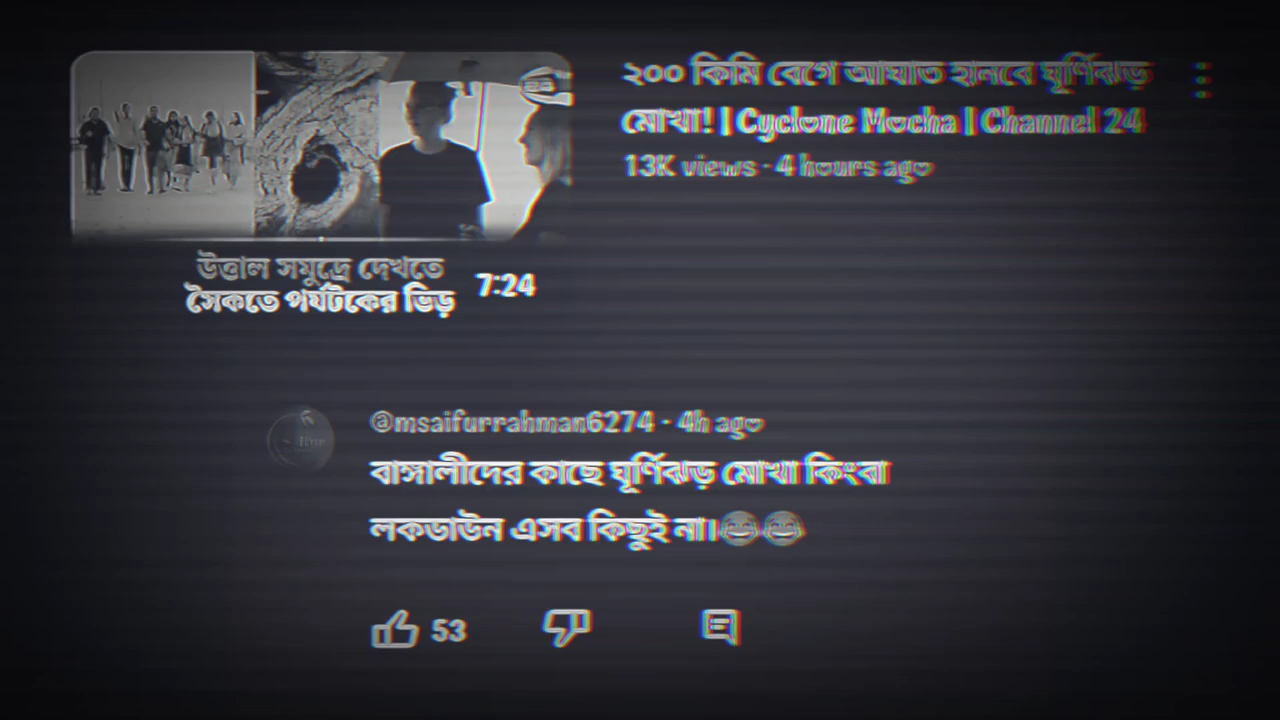 ২০০ কিমি বেগে আঘাত হানবে ঘূর্ণিঝড়
মোখা! | Cyclone Mocha | Channel 24
13K views · 4 hours ago
উত্তাল সমুদ্রে দেখতে
সৈকতে পর্যটকের ভিড়
7:24
@msaifurrahman6274 · 4h ago
বাঙ্গালীদের কাছে ঘূর্ণিঝড় মোখা কিংবা
লকডাউন এসব কিছুই না।😂😂
53